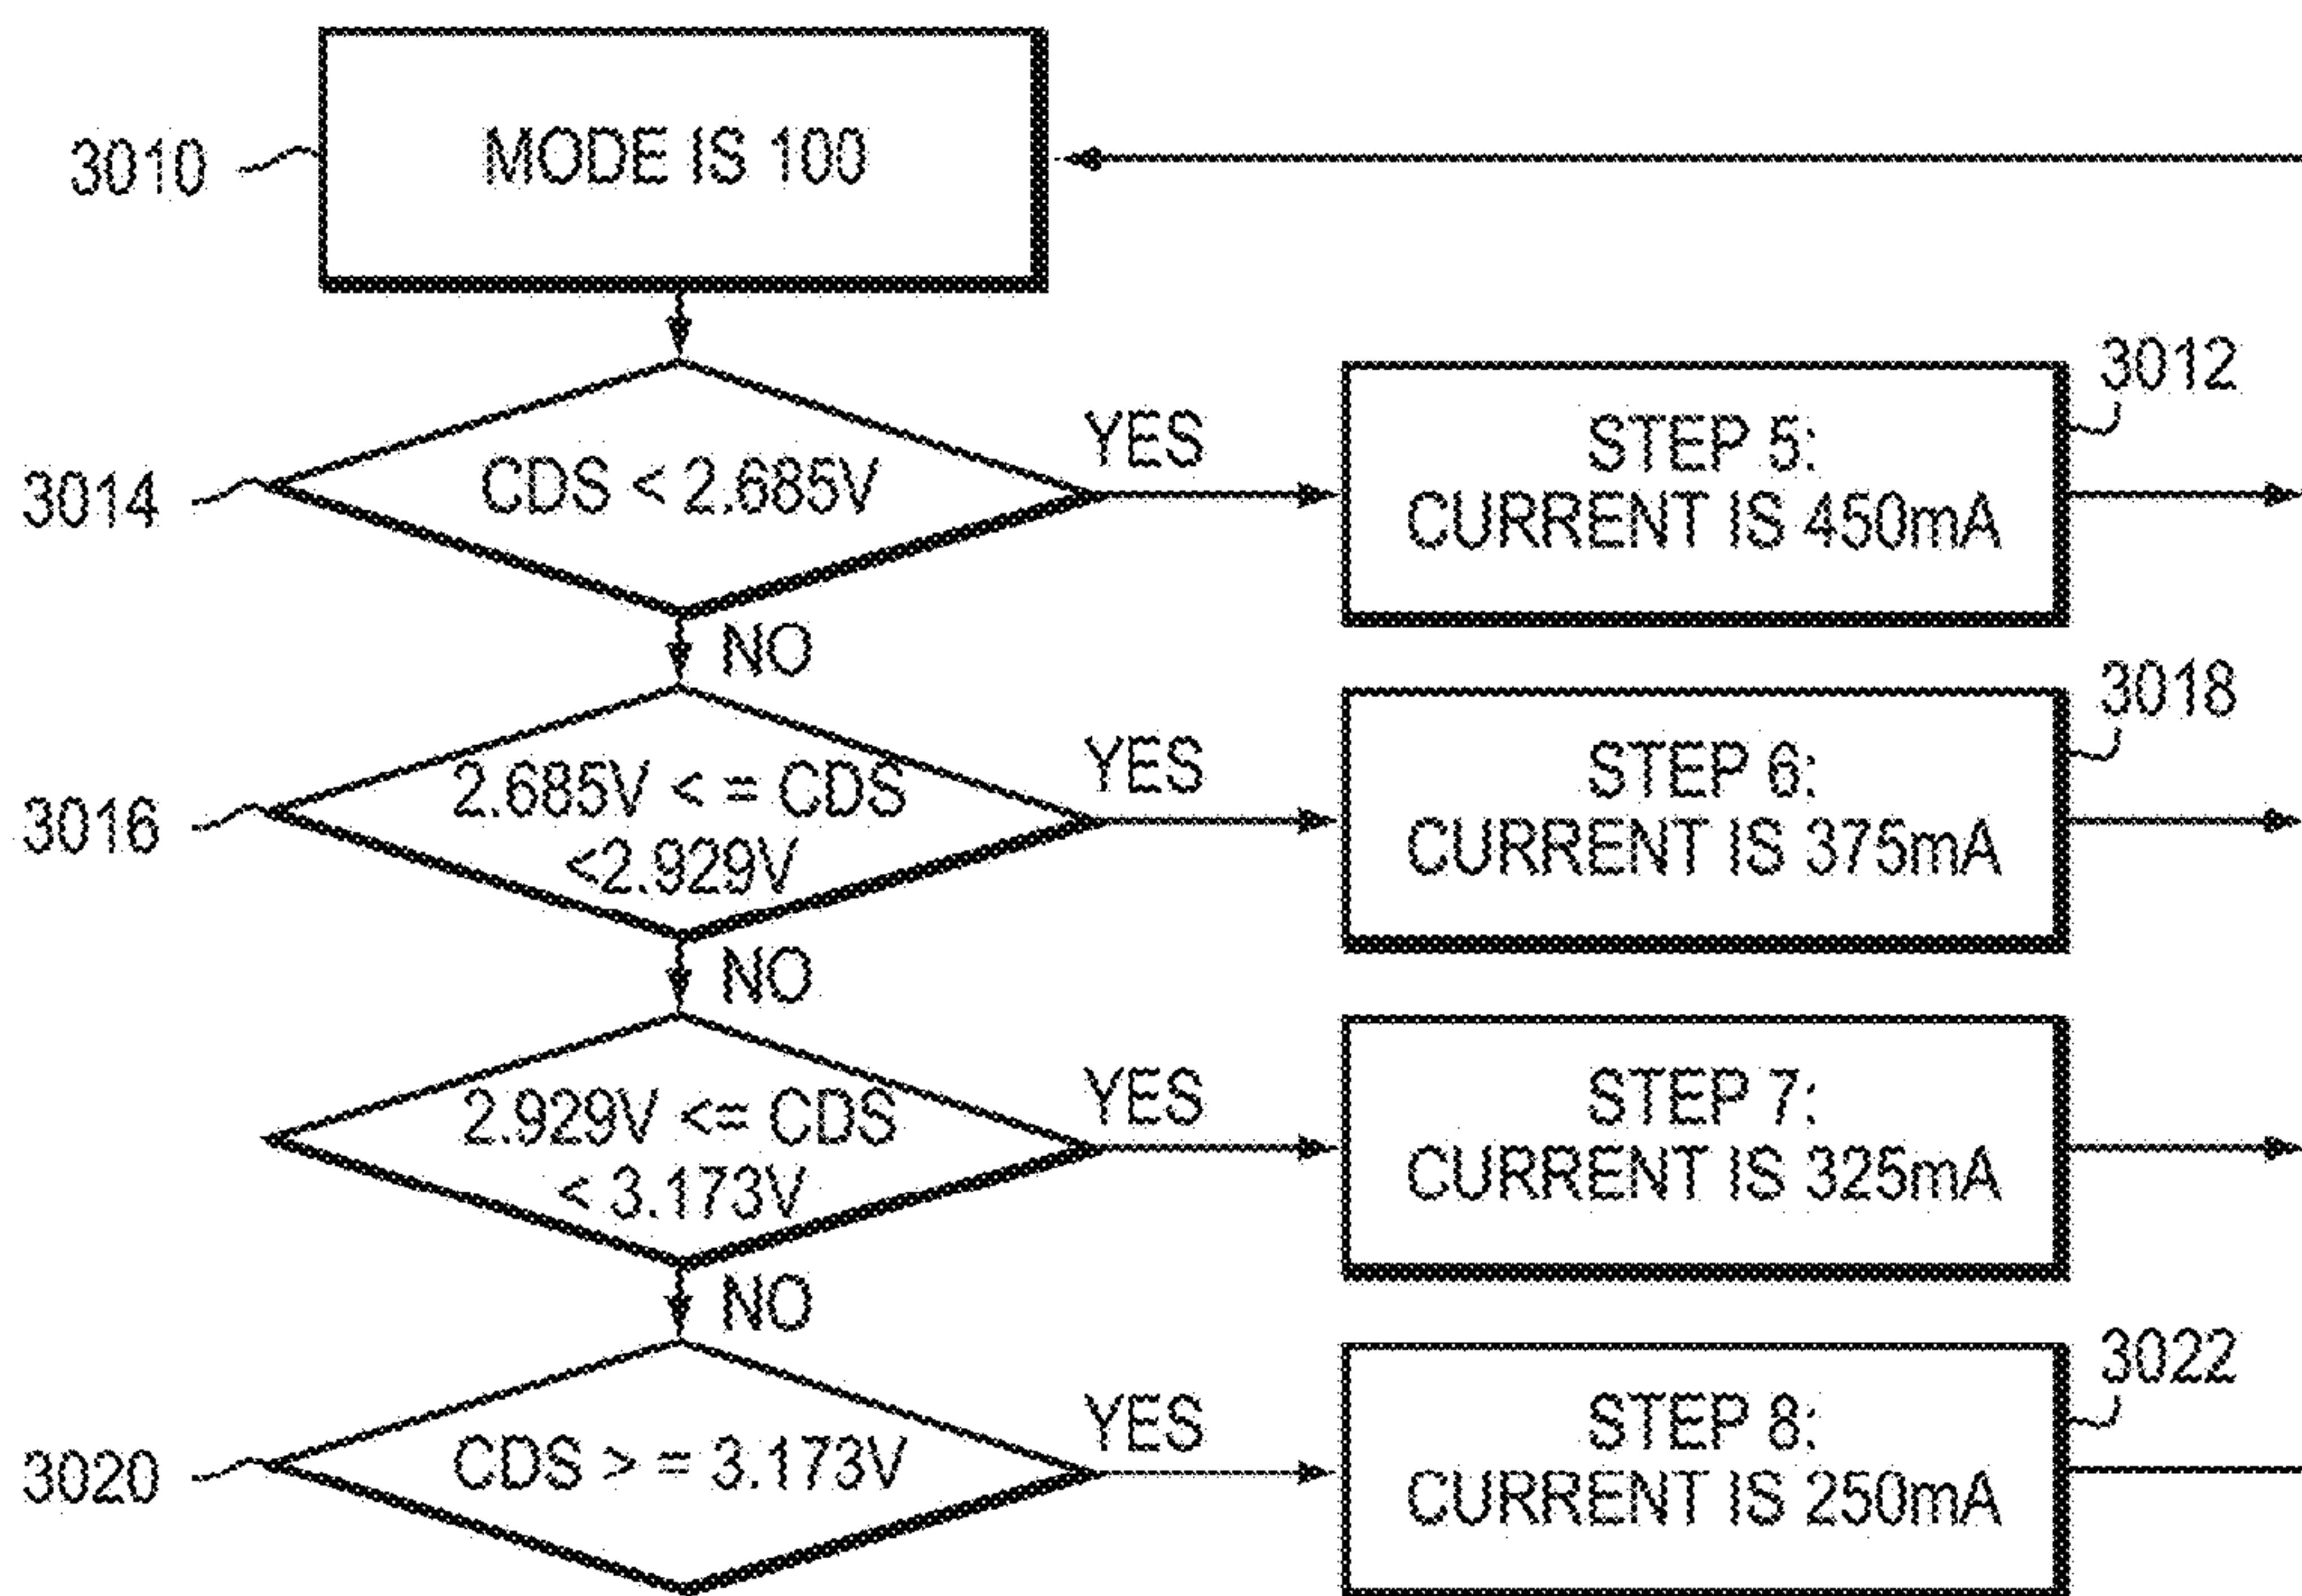 MODE IS 100
3010
3014
CDS < 2.685V
YES
STEP 5:
CURRENT IS 450mA
3012
NO
3016
2.685V < = CDS
<2.929V
YES
STEP 6:
CURRENT IS 375mA
3018
NO
2.929V <= CDS
< 3.173V
YES
STEP 7:
CURRENT IS 325mA
NO
3020
CDS > = 3.173V
YES
STEP 8:
CURRENT IS 250mA
3022